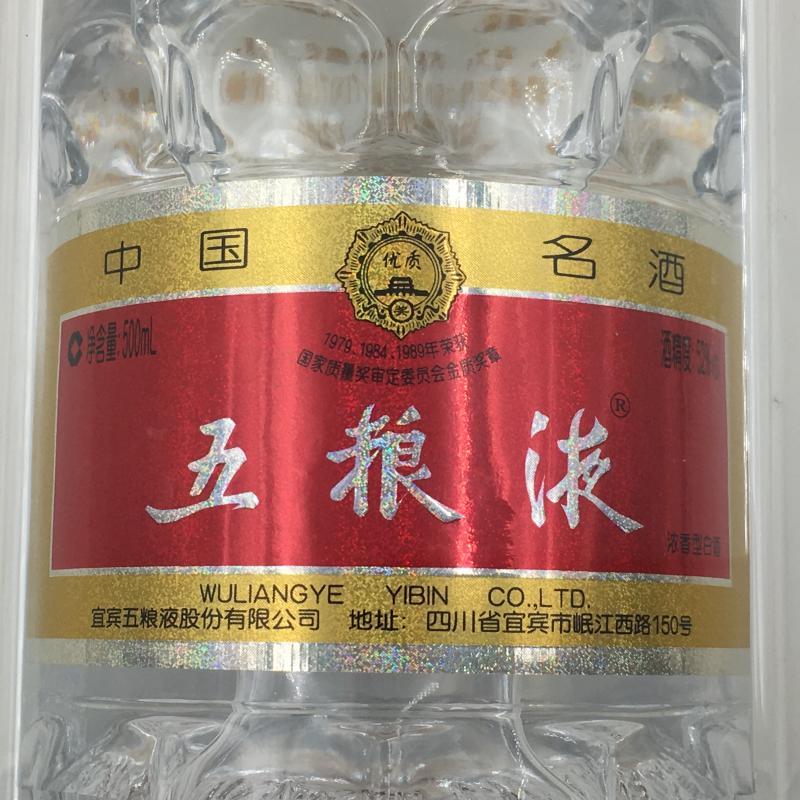 中国 名酒
优质
奖
净含量:500mL
酒精度:52%vol
1979、1984、1989年荣获
国家质量奖审定委员会金质奖章
五粮液®
浓香型白酒
WULIANGYE YIBIN CO.,LTD.
宜宾五粮液股份有限公司 地址: 四川省宜宾市岷江西路150号